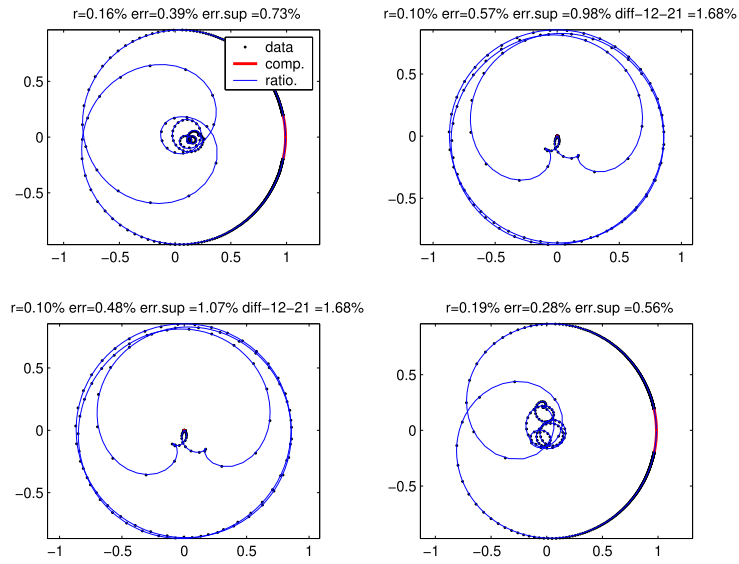 r=0.16% err=0.39% err.sup =0.73%
data
comp.
ratio.
0.5
0
−0.5
−1 −0.5 0 0.5 1
r=0.10% err=0.57% err.sup =0.98% diff−12−21 =1.68%
0.5
0
−0.5
−1 −0.5 0 0.5 1
r=0.10% err=0.48% err.sup =1.07% diff−12−21 =1.68%
0.5
0
−0.5
−1 −0.5 0 0.5 1
r=0.19% err=0.28% err.sup =0.56%
0.5
0
−0.5
−1 −0.5 0 0.5 1